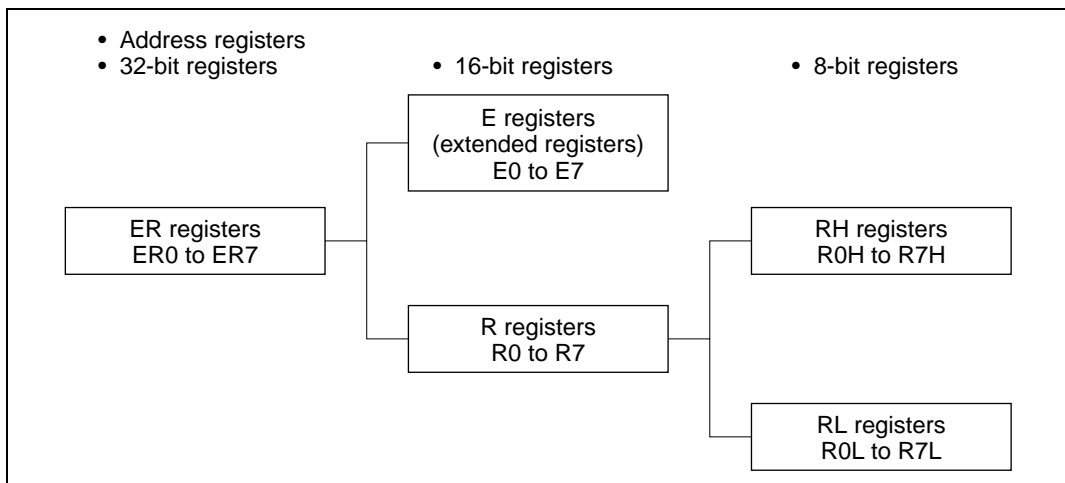 • Address registers
• 32-bit registers
• 16-bit registers
• 8-bit registers
E registers
(extended registers)
E0 to E7
ER registers
ER0 to ER7
RH registers
R0H to R7H
R registers
R0 to R7
RL registers
R0L to R7L